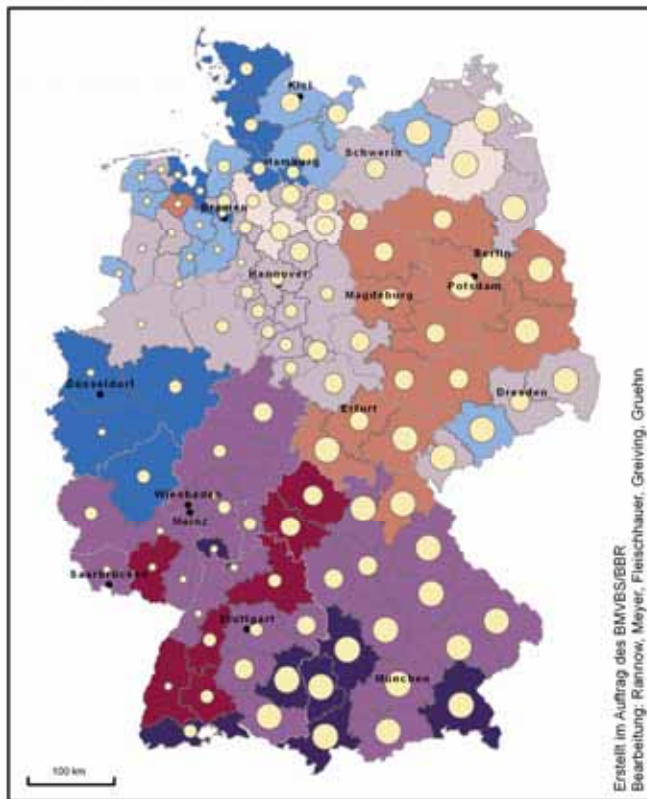 Kiel
Schwerin
Hamburg
Bremen
Berlin
Hannover
Potsdam
Magdeburg
Düsseldorf
Dresden
Erfurt
Wiesbaden
Mainz
Saarbrücken
Stuttgart
München
100 km
Erstellt im Auftrag des BMVBS/BBR
Bearbeitung: Rannow, Meyer, Fleischhauer, Greiving, Gruehn